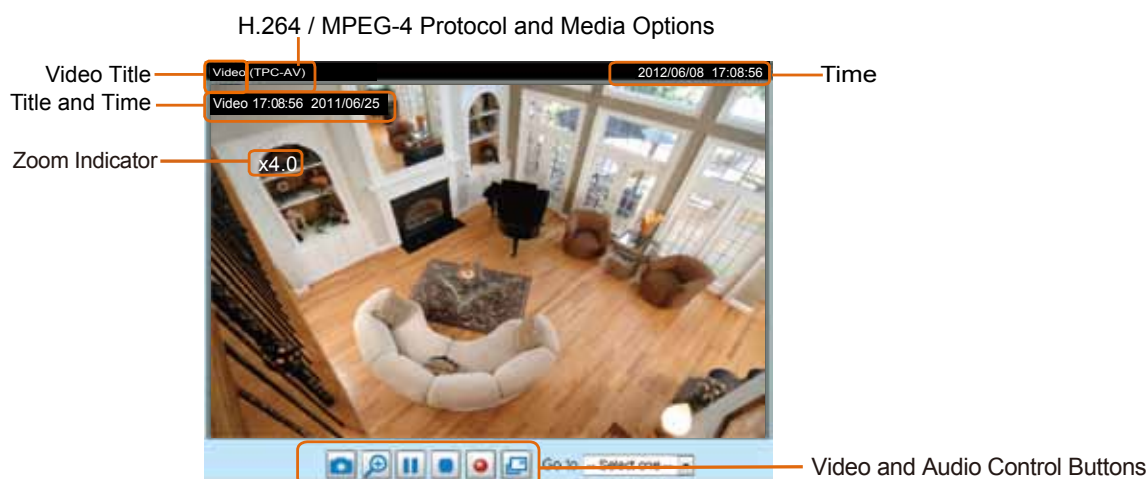 H.264 / MPEG-4 Protocol and Media Options
Video Title
Video (TPC-AV)
2012/06/08 17:08:56
Time
Title and Time
Video 17:08:56 2011/06/25
Zoom Indicator
x4.0
Go to
-- Select one --
Video and Audio Control Buttons